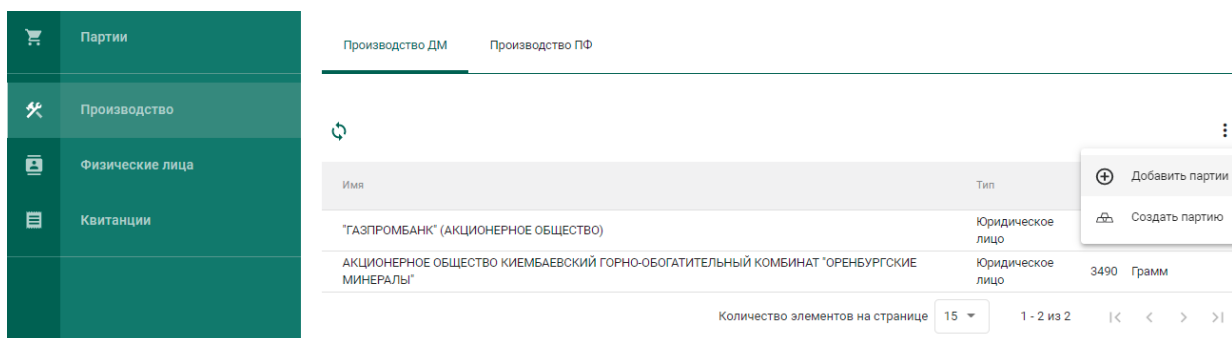 Партии
Производство
Физические лица
Квитанции
Производство ДМ Производство ПФ
Добавить партии
Создать партию
Имя Тип
"ГАЗПРОМБАНК" (АКЦИОНЕРНОЕ ОБЩЕСТВО) Юридическое
лицо
АКЦИОНЕРНОЕ ОБЩЕСТВО КИЕМБАЕВСКИЙ ГОРНО-ОБОГАТИТЕЛЬНЫЙ КОМБИНАТ "ОРЕНБУРГСКИЕ
МИНЕРАЛЫ" Юридическое
лицо 3490 Грамм
Количество элементов на странице 15 1 - 2 из 2